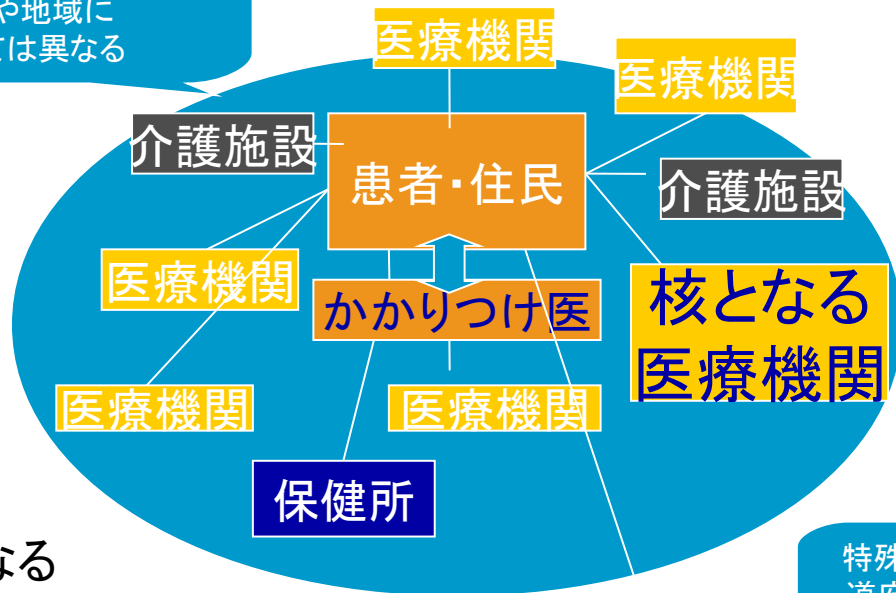 や地域に
ては異なる
医療機関
医療機関
介護施設
患者・住民
介護施設
医療機関
かかりつけ医
核となる
医療機関
医療機関
医療機関
保健所
なる
特殊